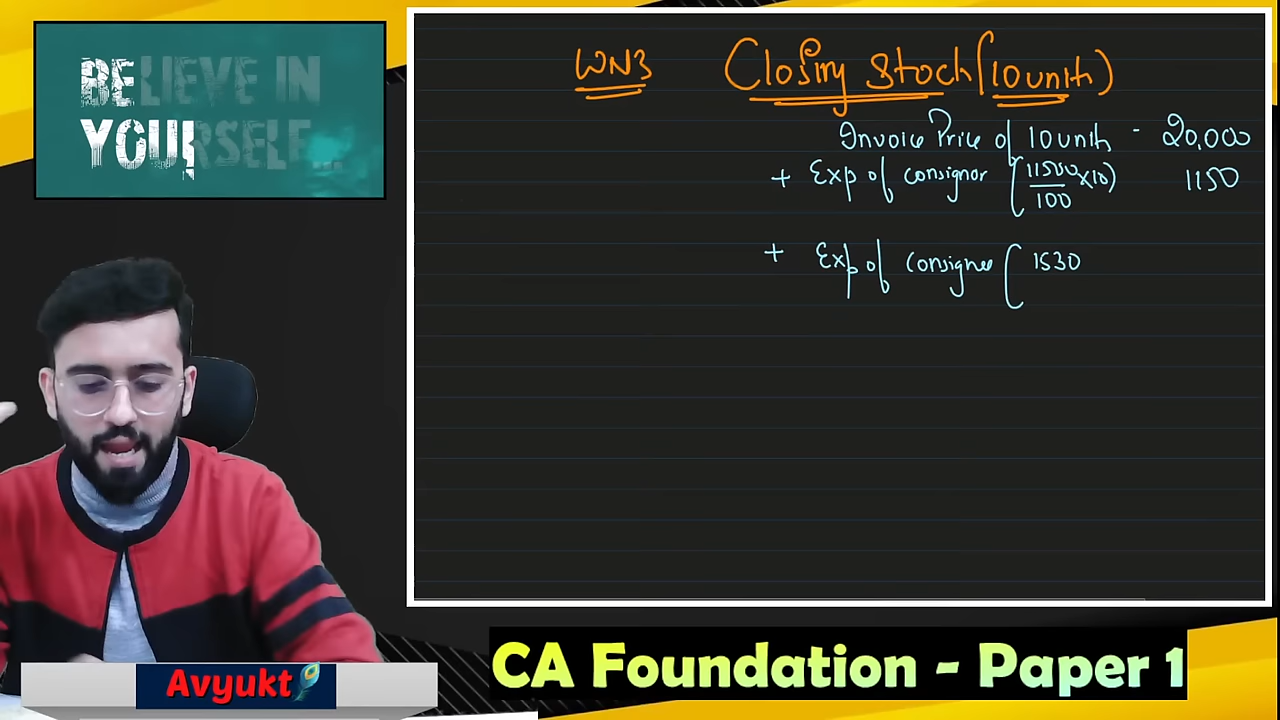 BELIEVE IN
YOURSELF...
WN3 Closing Stock (10 units)
Invoice Price of 10 units - 20,000
+ Exp of consignor (11500/100 x10) 1150
+ Exp of consignee ( 1530
Avyukt
CA Foundation - Paper 1